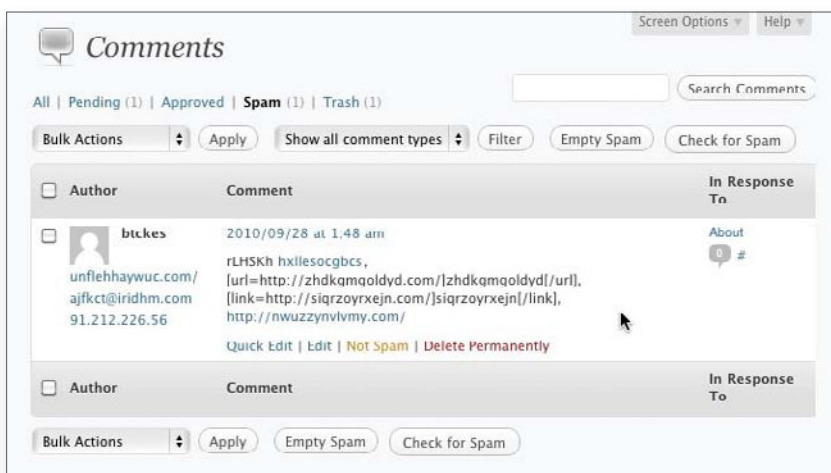 Screen Options Help
Comments
Search Comments
All | Pending (1) | Approved | Spam (1) | Trash (1)
Bulk Actions Apply Show all comment types Filter Empty Spam Check for Spam
Author Comment In Response To
btckes 2010/09/28 at 1:48 am About
rLHSKh hxllesocgbcs, 0 #
unflehhaywuc.com/ [url=http://zhdkgmgoldyd.com/]zhdkgmgoldyd[/url],
ajfkct@iridhm.com [link=http://siqrzoyrxejn.com/]siqrzoyrxejn[/link],
91.212.226.56 http://nwuzzynvlvmy.com/
Quick Edit | Edit | Not Spam | Delete Permanently
Author Comment In Response To
Bulk Actions Apply Empty Spam Check for Spam